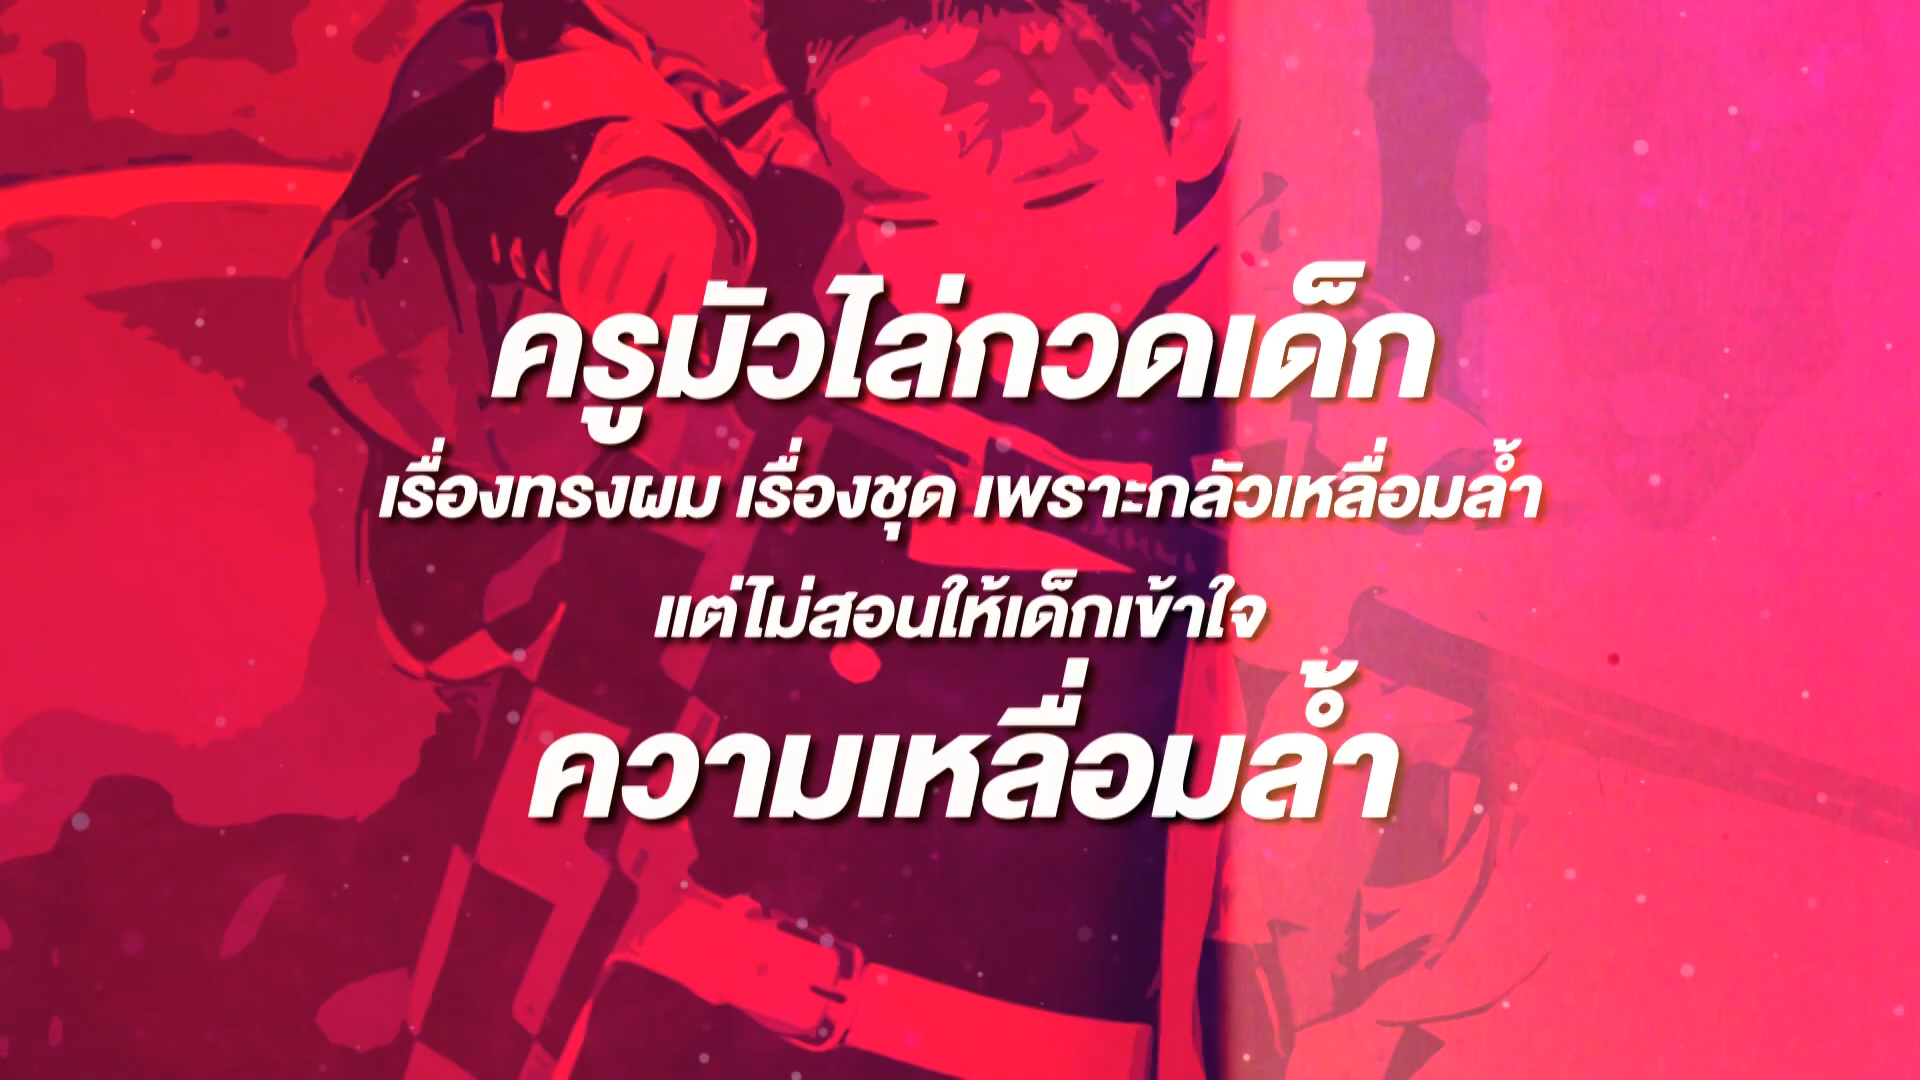 ครูมัวไล่กวดเด็ก
เรื่องทรงผม เรื่องชุด เพราะกลัวเหลื่อมล้ำ
แต่ไม่สอนให้เด็กเข้าใจ
ความเหลื่อมล้ำ